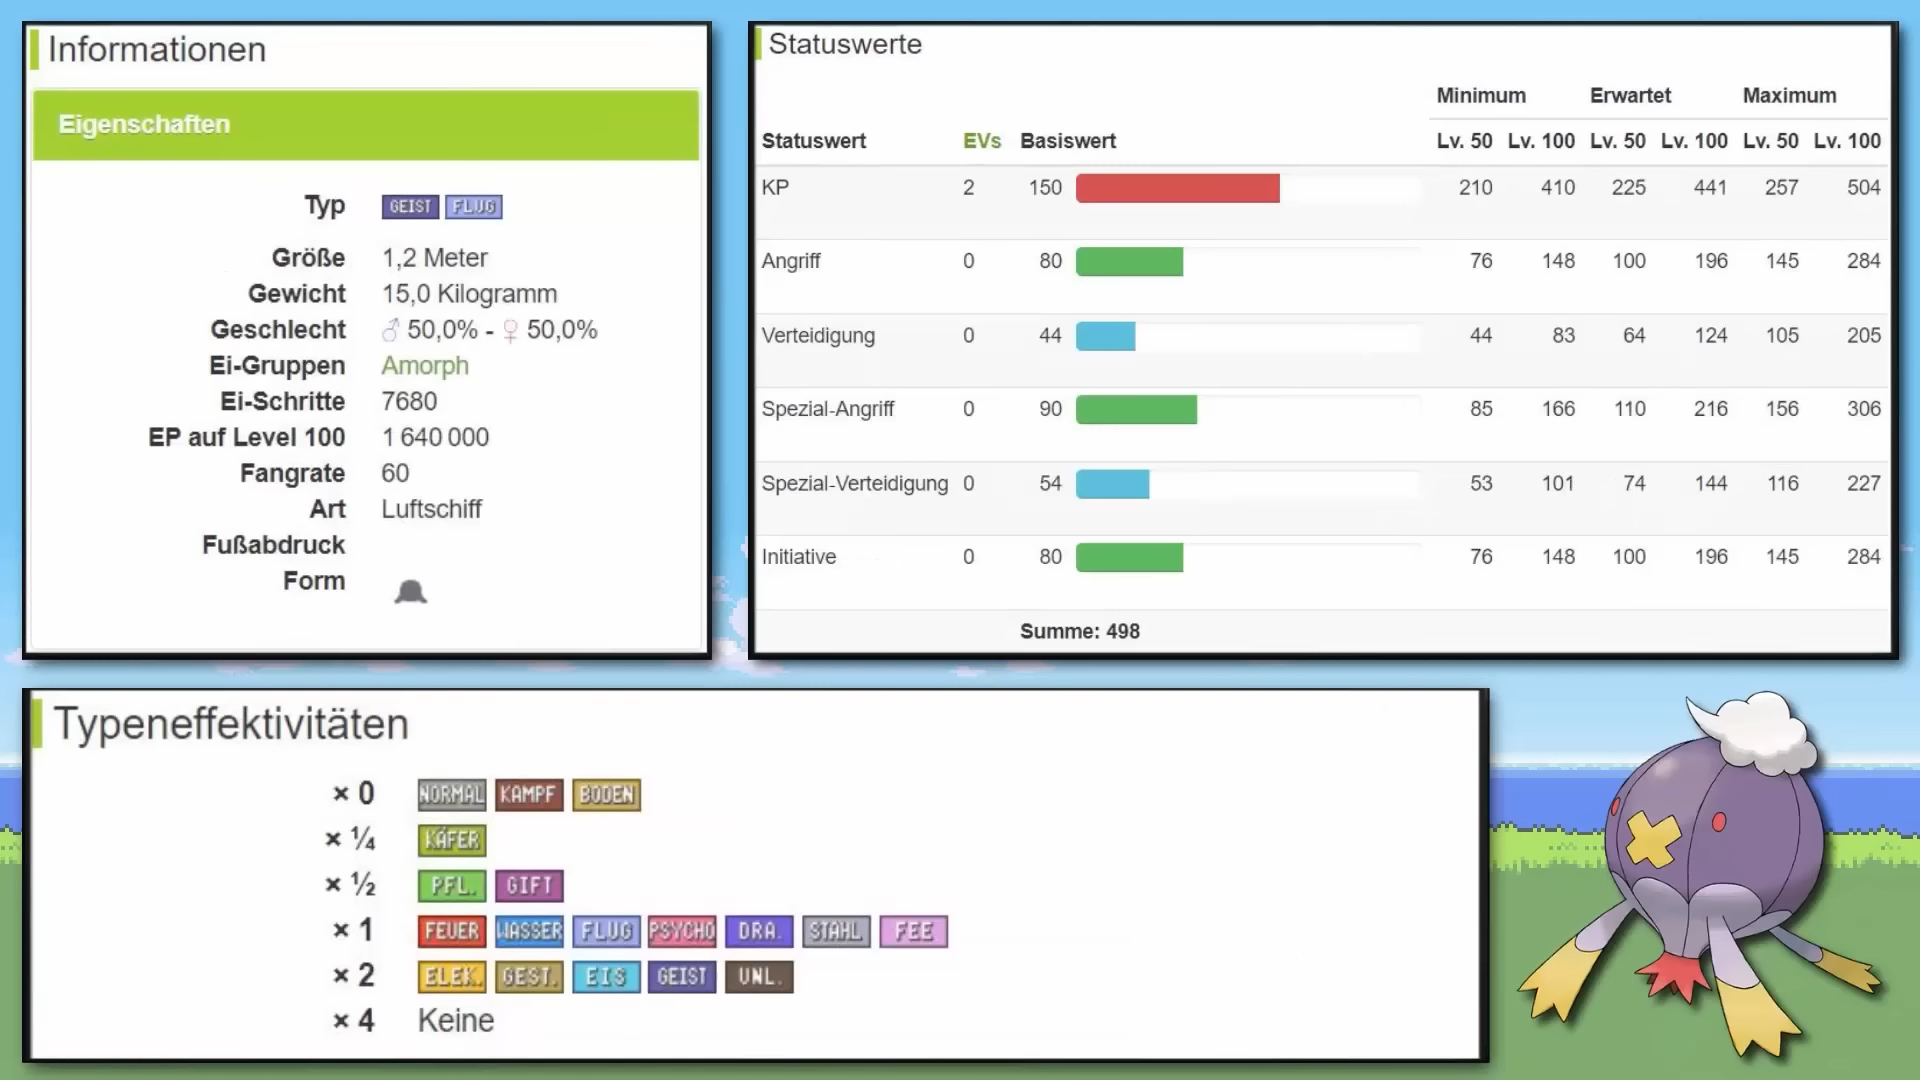 Informationen
Eigenschaften
Typ GEIST FLUG
Größe 1,2 Meter
Gewicht 15,0 Kilogramm
Geschlecht ♂ 50,0% - ♀ 50,0%
Ei-Gruppen Amorph
Ei-Schritte 7680
EP auf Level 100 1 640 000
Fangrate 60
Art Luftschiff
Fußabdruck
Form
Statuswerte
Minimum Erwartet Maximum
Statuswert EVs Basiswert Lv. 50 Lv. 100 Lv. 50 Lv. 100 Lv. 50 Lv. 100
KP 2 150 210 410 225 441 257 504
Angriff 0 80 76 148 100 196 145 284
Verteidigung 0 44 44 83 64 124 105 205
Spezial-Angriff 0 90 85 166 110 216 156 306
Spezial-Verteidigung 0 54 53 101 74 144 116 227
Initiative 0 80 76 148 100 196 145 284
Summe: 498
Typeneffektivitäten
× 0 NORMAL KAMPF BODEN
× ¼ KÄFER
× ½ PFL. GIFT
× 1 FEUER WASSER FLUG PSYCHO DRA. STAHL FEE
× 2 ELEK. GEST. EIS GEIST UNL.
× 4 Keine